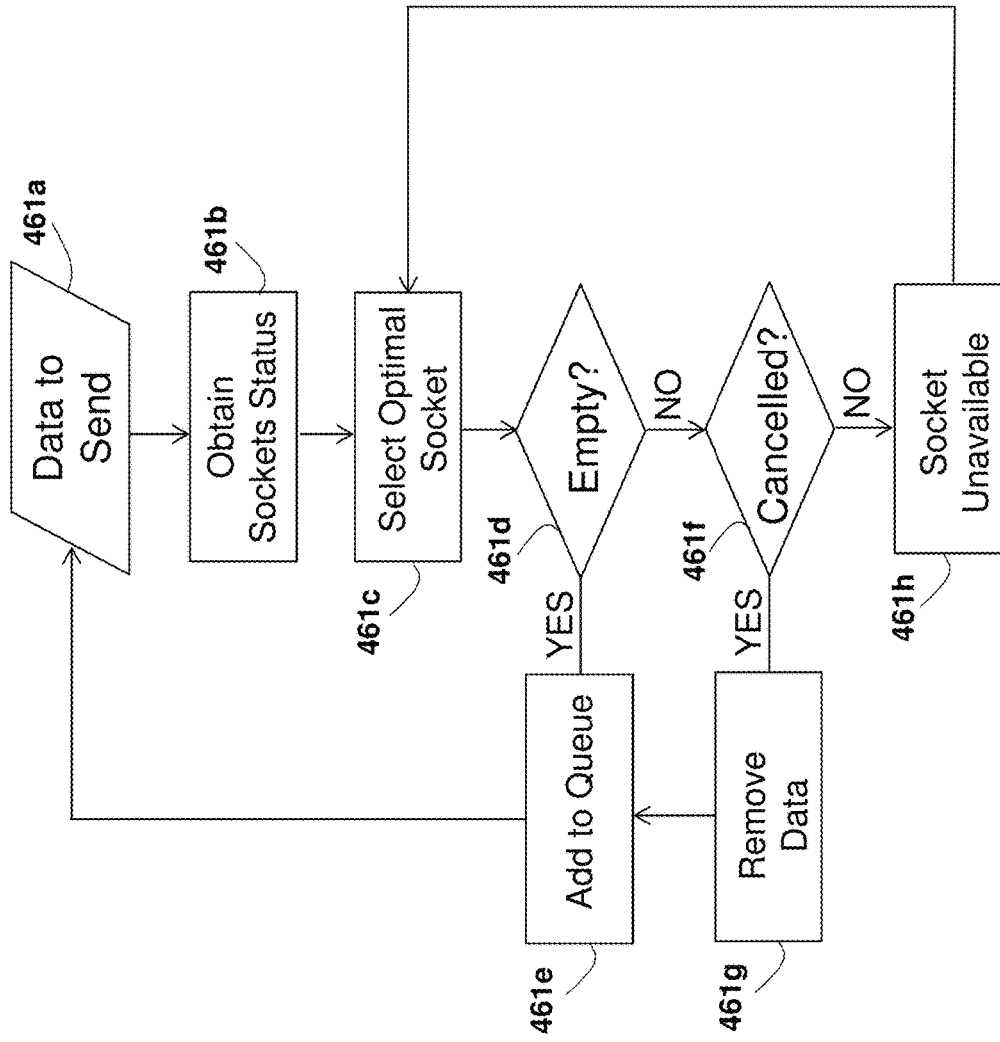 461a
Data to
Send
461b
Obtain
Sockets Status
461c
Select Optimal
Socket
461d
Empty?
YES
NO
461e
Add to Queue
461f
Cancelled?
YES
NO
461g
Remove
Data
461h
Socket
Unavailable